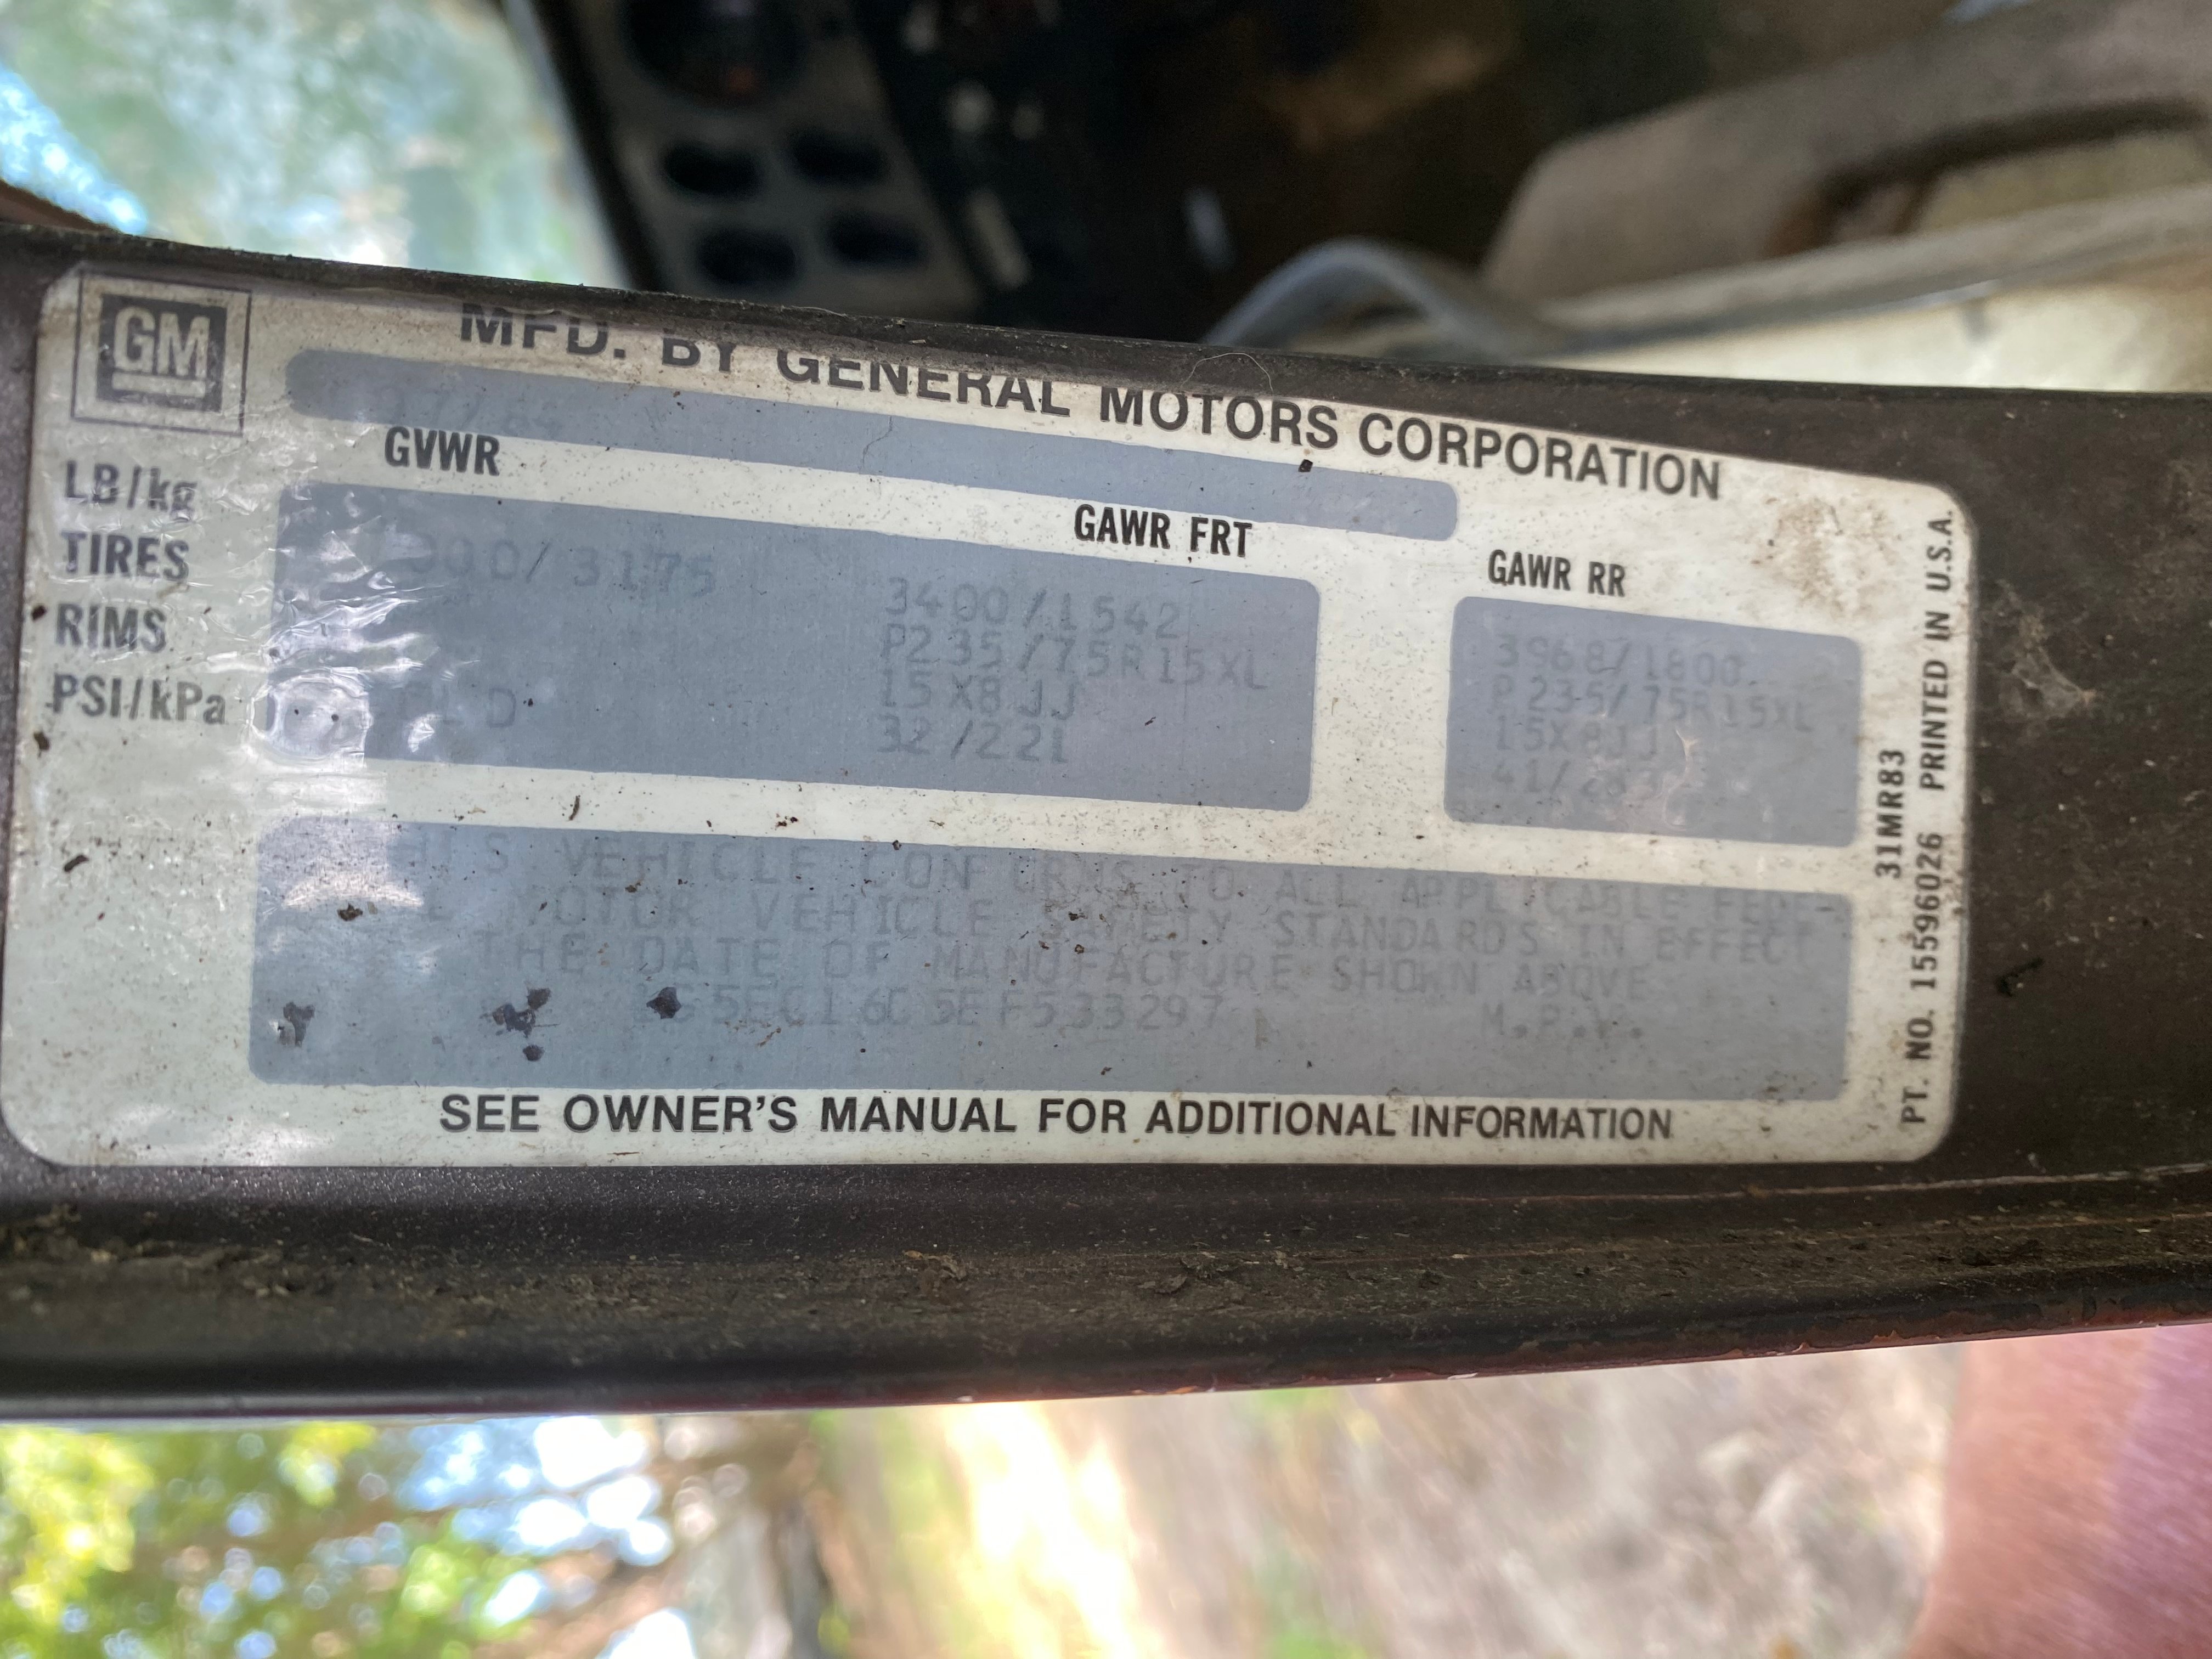 GM
MFD. BY GENERAL MOTORS CORPORATION
GVWR
GAWR FRT
GAWR RR
LB/kg
TIRES
RIMS
PSI/kPa
3400/1542
P235/75R15XL
15X8JJ
32/221
3968/1800
P235/75R15XL
15X8JJ
VEHICLE CONFORMS TO ALL APPLICABLE
MOTOR VEHICLE SAFETY STANDARDS IN EFFECT
THE DATE OF MANUFACTURE SHOWN ABOVE
M.P.V.
SEE OWNER'S MANUAL FOR ADDITIONAL INFORMATION
31MR83
PT. NO. 15596026 PRINTED IN U.S.A.